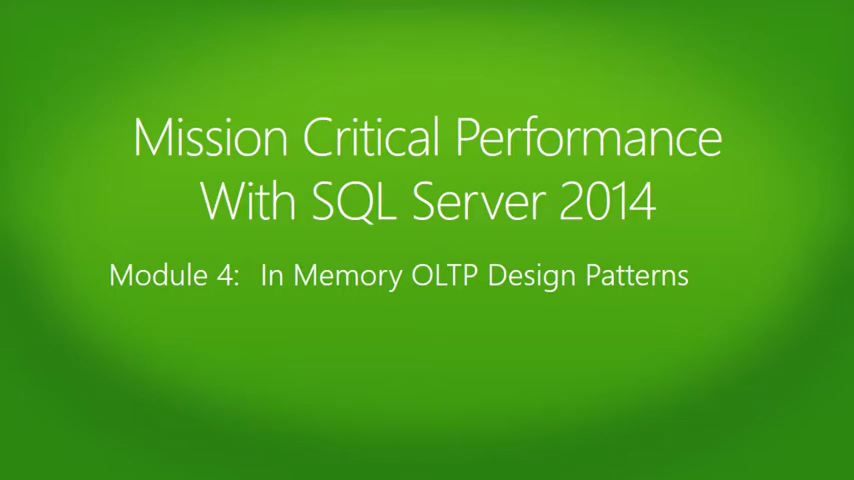 Mission Critical Performance
With SQL Server 2014
Module 4: In Memory OLTP Design Patterns